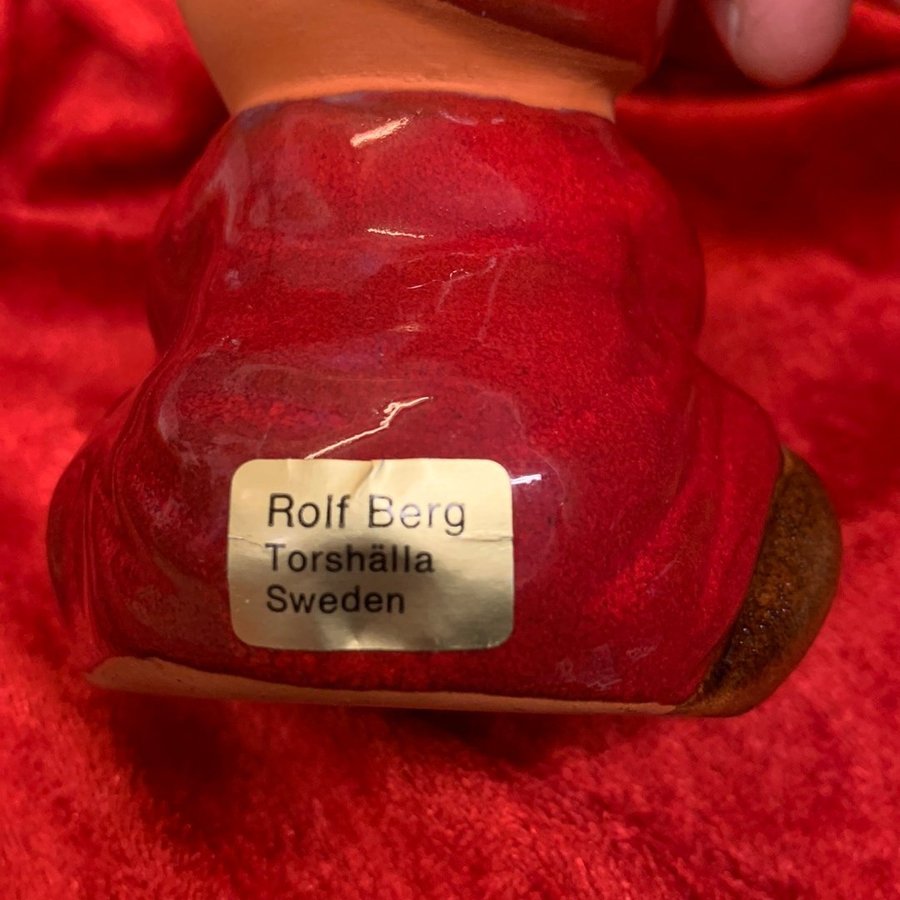 Rolf Berg
Torshälla
Sweden